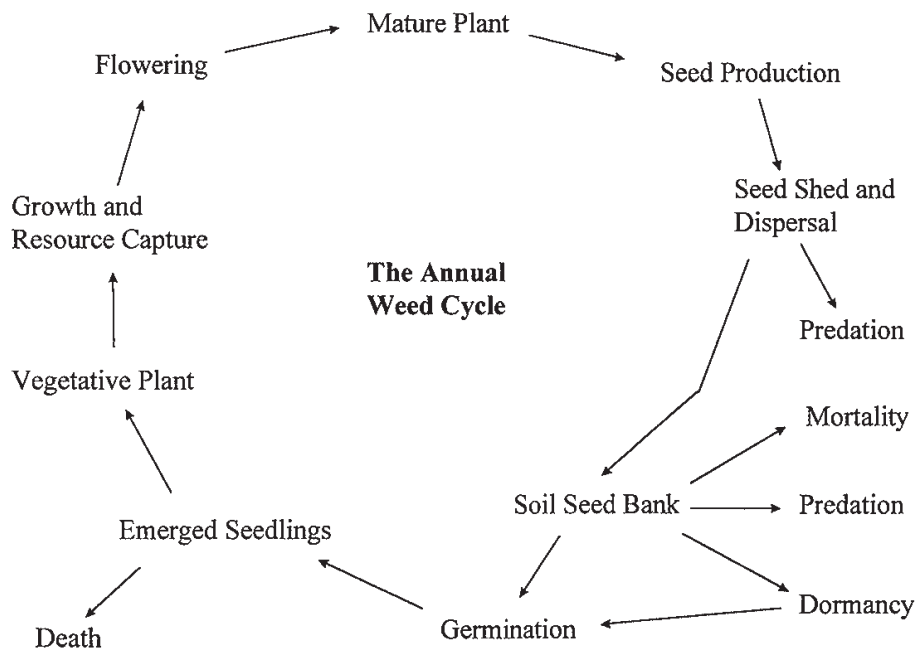 Mature Plant
Flowering
Seed Production
Growth and
Resource Capture
Seed Shed and
Dispersal
The Annual
Weed Cycle
Predation
Vegetative Plant
Mortality
Soil Seed Bank
Predation
Emerged Seedlings
Dormancy
Germination
Death